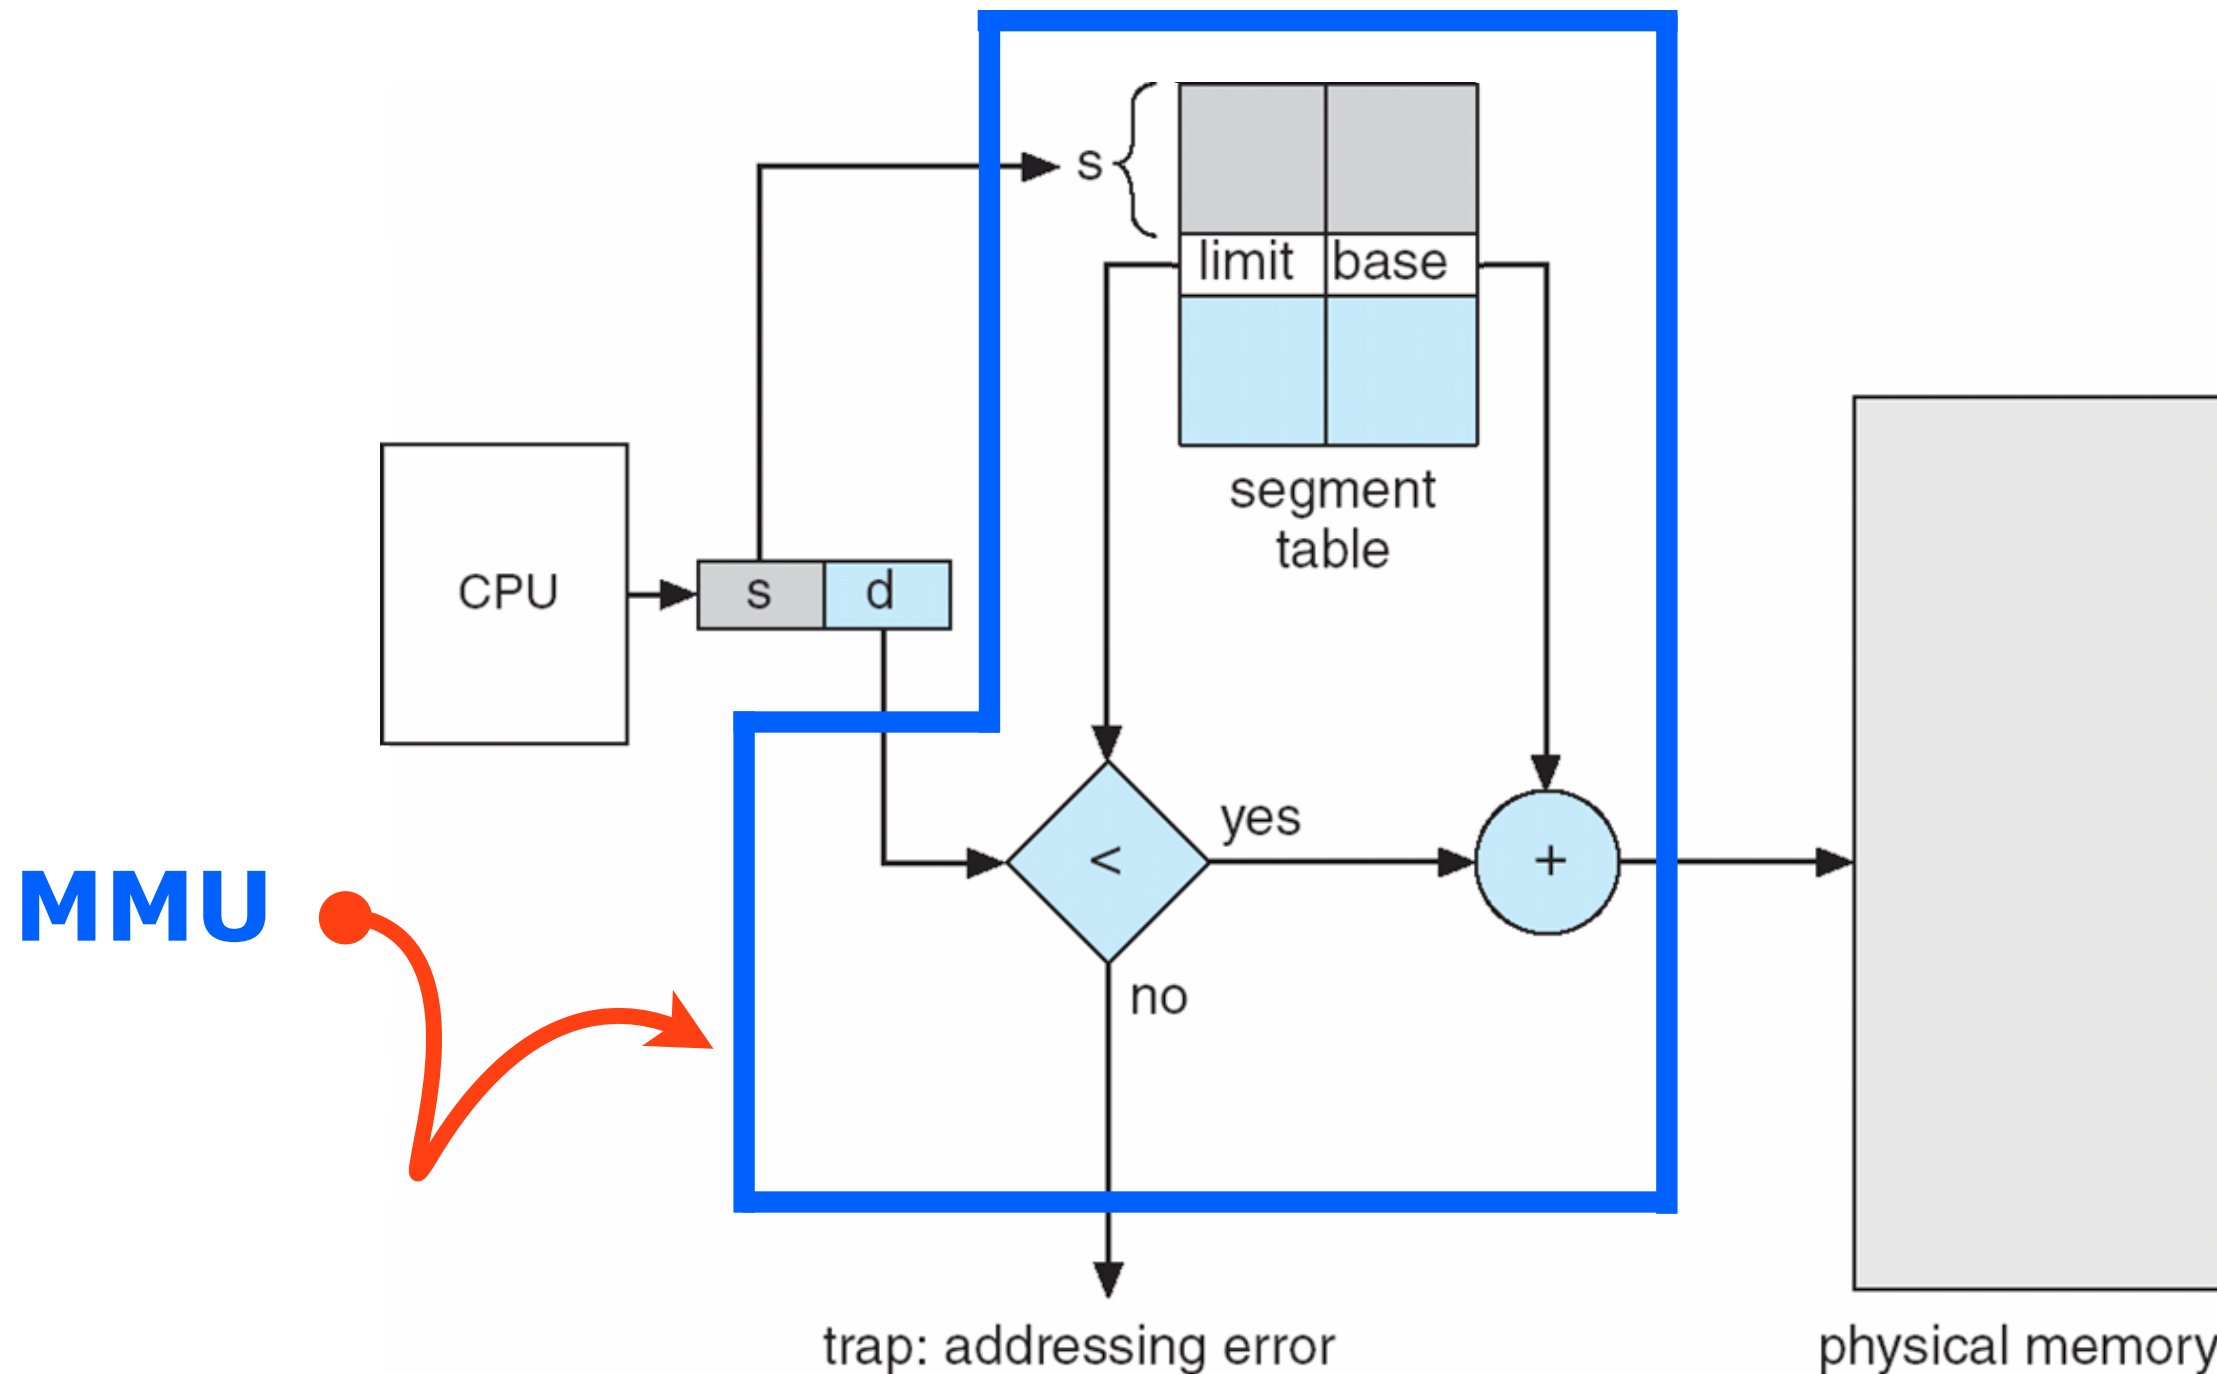 s
limit base
segment
table
CPU
s d
yes
<
+
MMU
no
trap: addressing error
physical memory